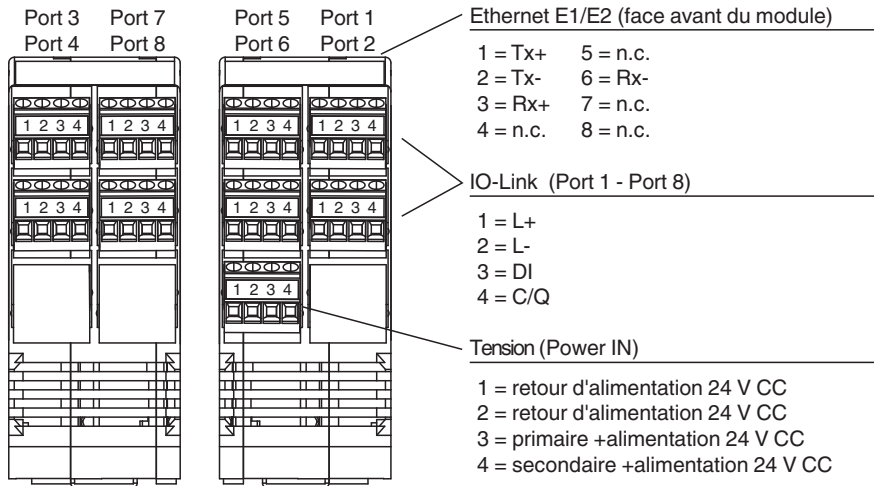 Port 3 Port 7
Port 4 Port 8
Port 5 Port 1
Port 6 Port 2
1 2 3 4 1 2 3 4
1 2 3 4 1 2 3 4
1 2 3 4 1 2 3 4
1 2 3 4 1 2 3 4
1 2 3 4
Ethernet E1/E2 (face avant du module)
1 = Tx+ 5 = n.c.
2 = Tx- 6 = Rx-
3 = Rx+ 7 = n.c.
4 = n.c. 8 = n.c.
IO-Link (Port 1 - Port 8)
1 = L+
2 = L-
3 = DI
4 = C/Q
Tension (Power IN)
1 = retour d'alimentation 24 V CC
2 = retour d'alimentation 24 V CC
3 = primaire +alimentation 24 V CC
4 = secondaire +alimentation 24 V CC